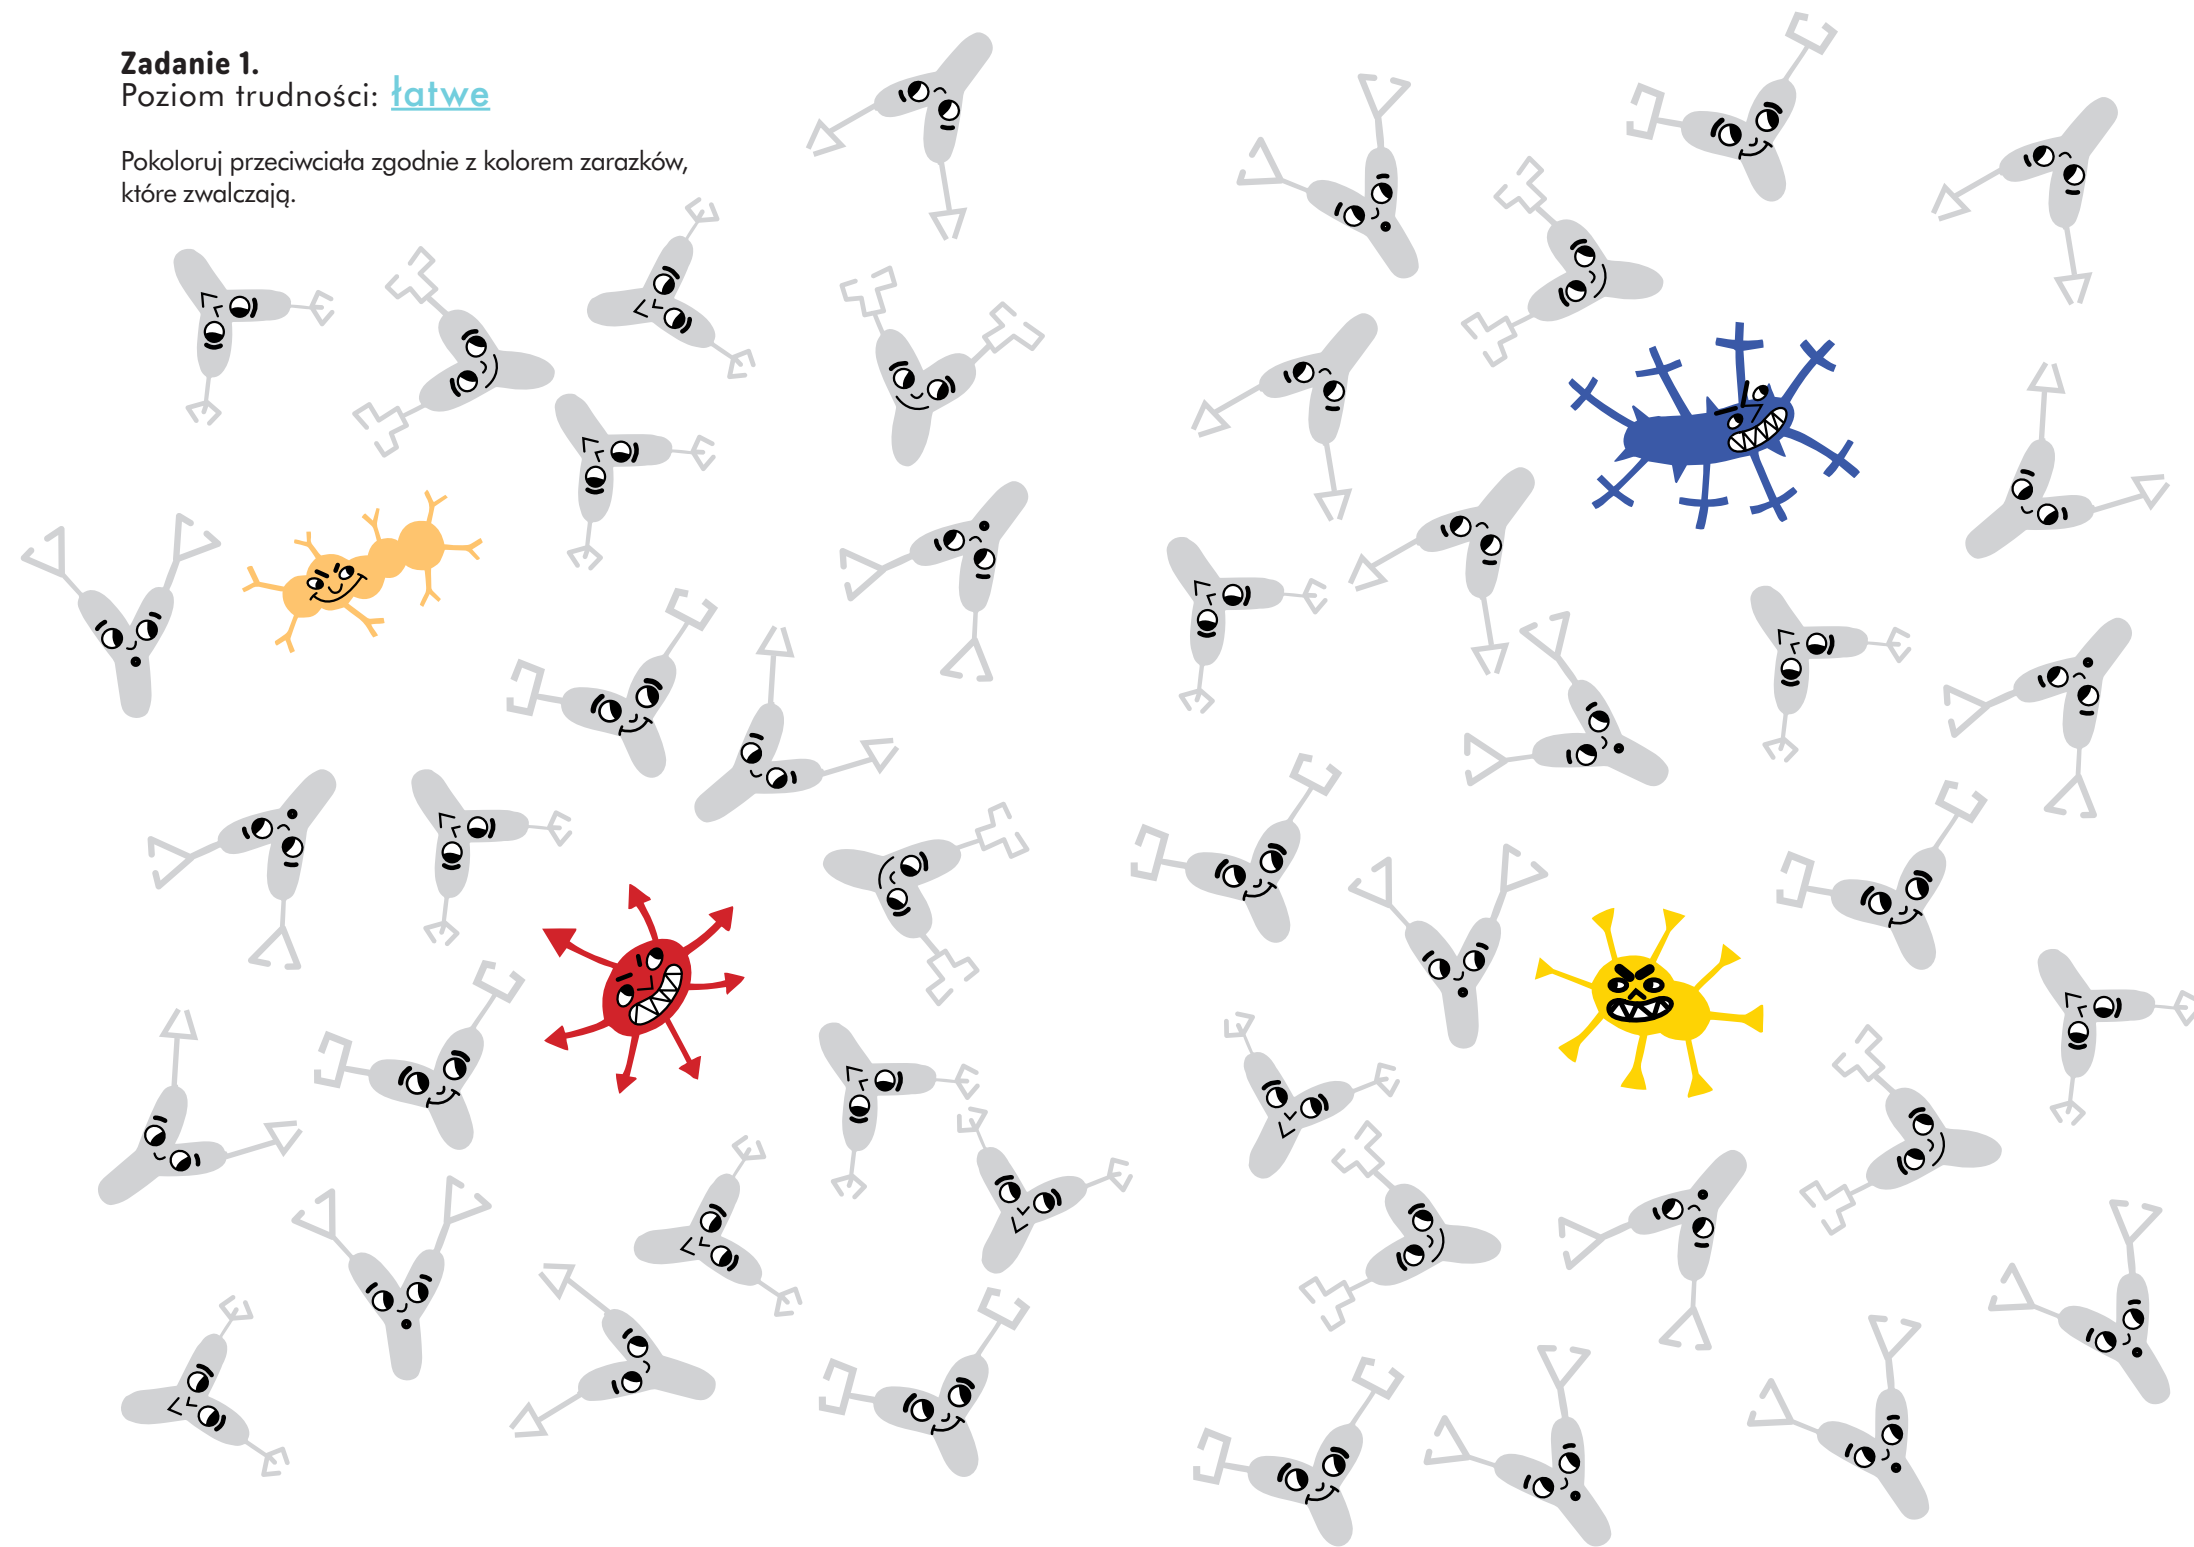 Zadanie 1.
Poziom trudności: łatwe
Pokoloruj przeciwciała zgodnie z kolorem zarazków,
które zwalczają.